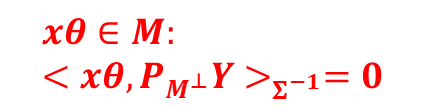 xθ ∈ M:
< xθ, P_{M^⊥}Y >_{Σ^{-1}} = 0